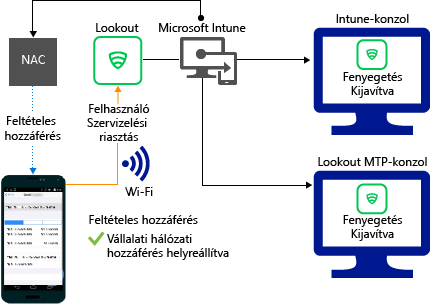 Lookout
Microsoft Intune
Intune-konzol
NAC
Fenyegetés
Kijavítva
Feltételes
hozzáférés
Felhasználó
Szervizelési
riasztás
Wi-Fi
Lookout MTP-konzol
Fenyegetés
Kijavítva
Feltételes hozzáférés
Vállalati hálózati
hozzáférés helyreállítva